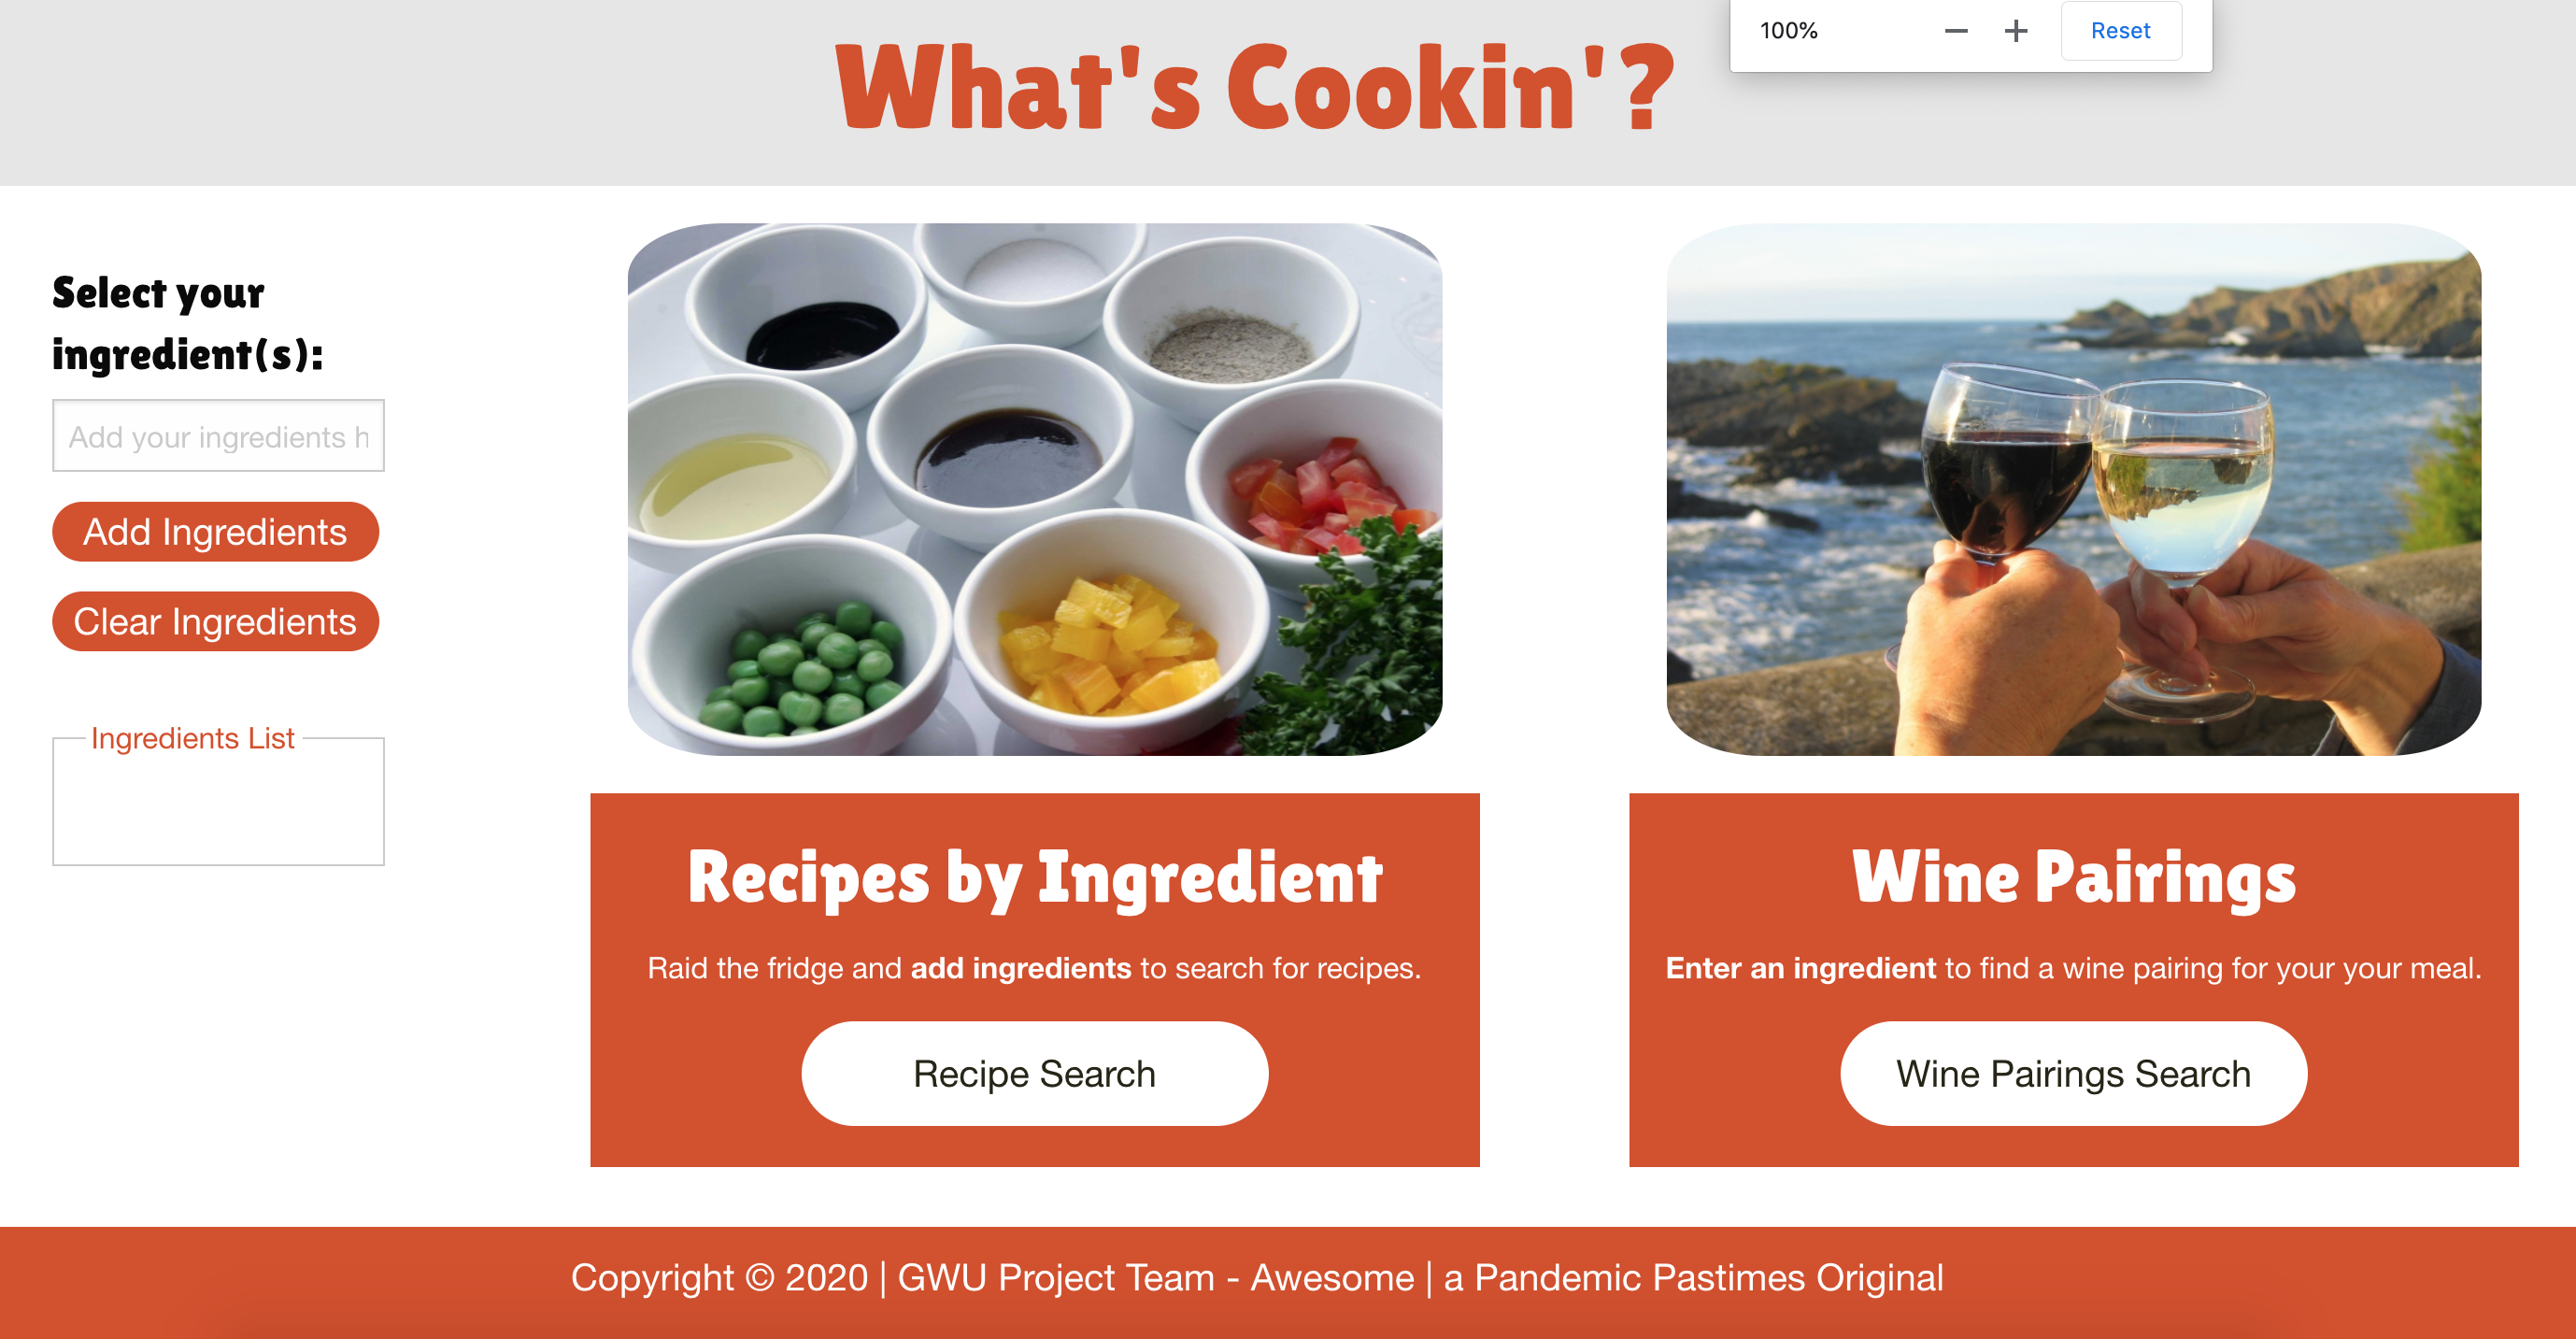 What's Cookin'?
100%
Reset
Select your
ingredient(s):
Add your ingredients h
Add Ingredients
Clear Ingredients
Ingredients List
Recipes by Ingredient
Raid the fridge and add ingredients to search for recipes.
Recipe Search
Wine Pairings
Enter an ingredient to find a wine pairing for your your meal.
Wine Pairings Search
Copyright © 2020 | GWU Project Team - Awesome | a Pandemic Pastimes Original